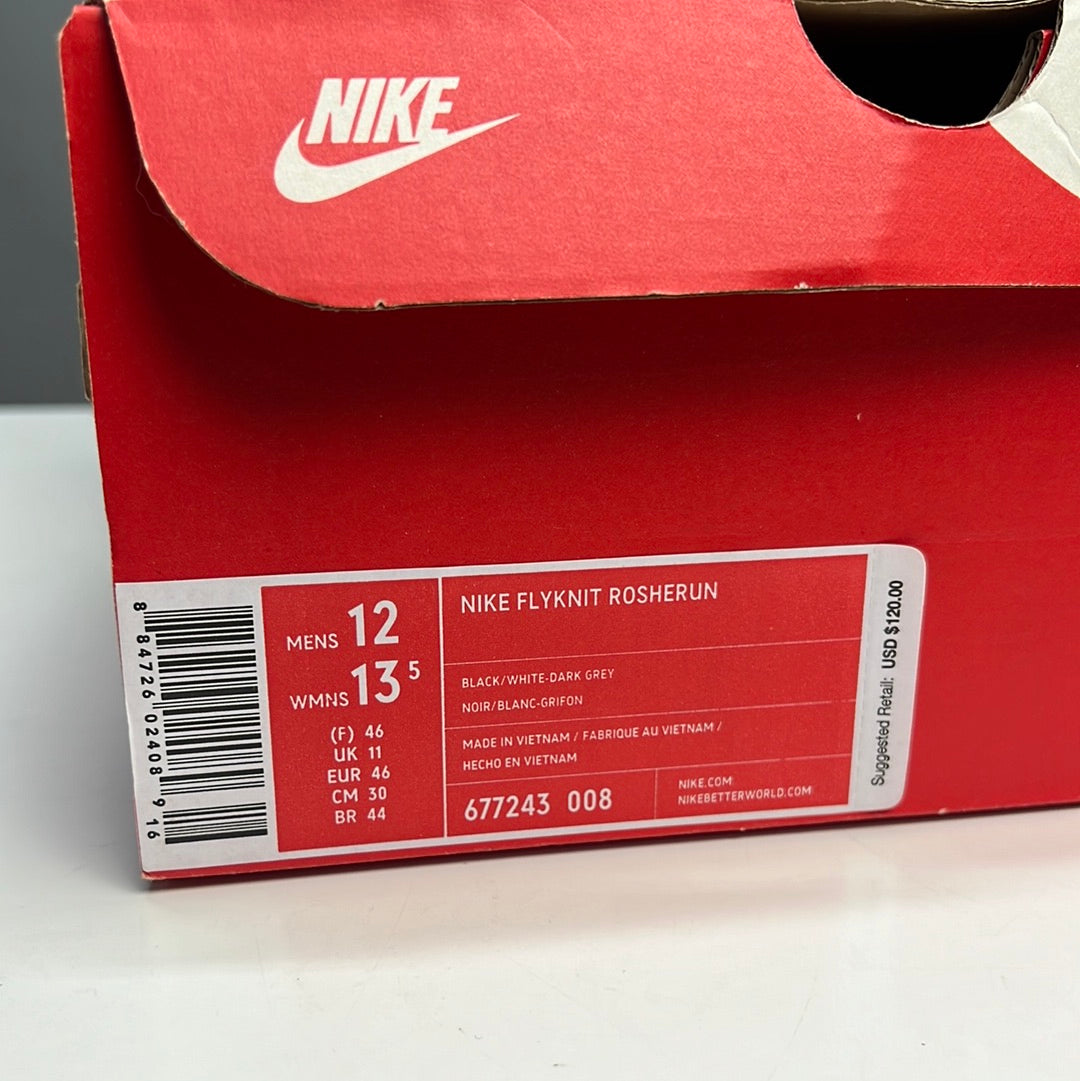 NIKE
8 84726 02408 9 16
MENS 12
WMNS 13 5
(F) 46
UK 11
EUR 46
CM 30
BR 44
NIKE FLYKNIT ROSHERUN
BLACK/WHITE-DARK GREY
NOIR/BLANC-GRIFON
MADE IN VIETNAM / FABRIQUE AU VIETNAM /
HECHO EN VIETNAM
677243 008
NIKE.COM
NIKEBETTERWORLD.COM
Suggested Retail: USD $120.00